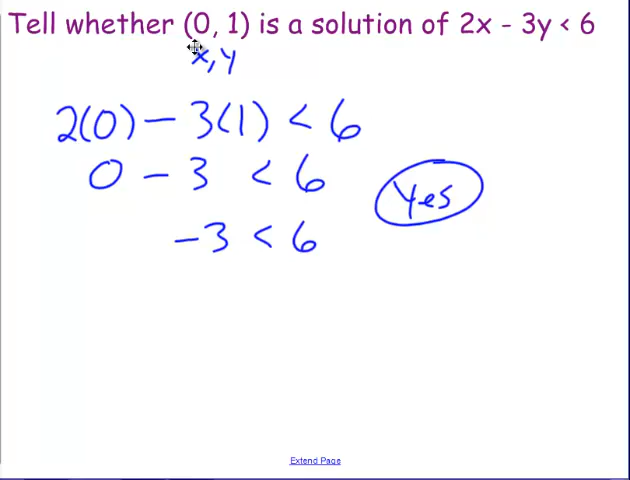 Tell whether (0, 1) is a solution of 2x - 3y < 6
x, y
2(0) - 3(1) < 6
0 - 3 < 6
Yes
-3 < 6
Extend Page